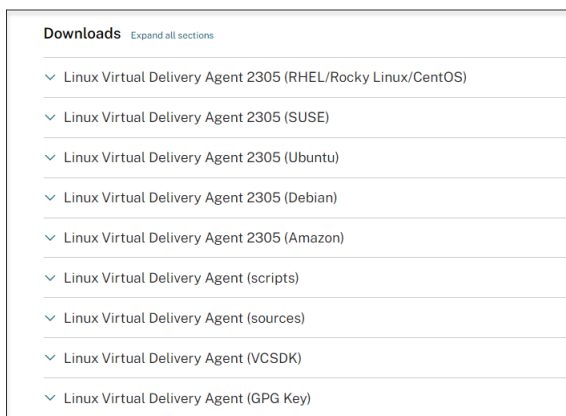 Downloads Expand all sections
Linux Virtual Delivery Agent 2305 (RHEL/Rocky Linux/CentOS)
Linux Virtual Delivery Agent 2305 (SUSE)
Linux Virtual Delivery Agent 2305 (Ubuntu)
Linux Virtual Delivery Agent 2305 (Debian)
Linux Virtual Delivery Agent 2305 (Amazon)
Linux Virtual Delivery Agent (scripts)
Linux Virtual Delivery Agent (sources)
Linux Virtual Delivery Agent (VCSDK)
Linux Virtual Delivery Agent (GPG Key)